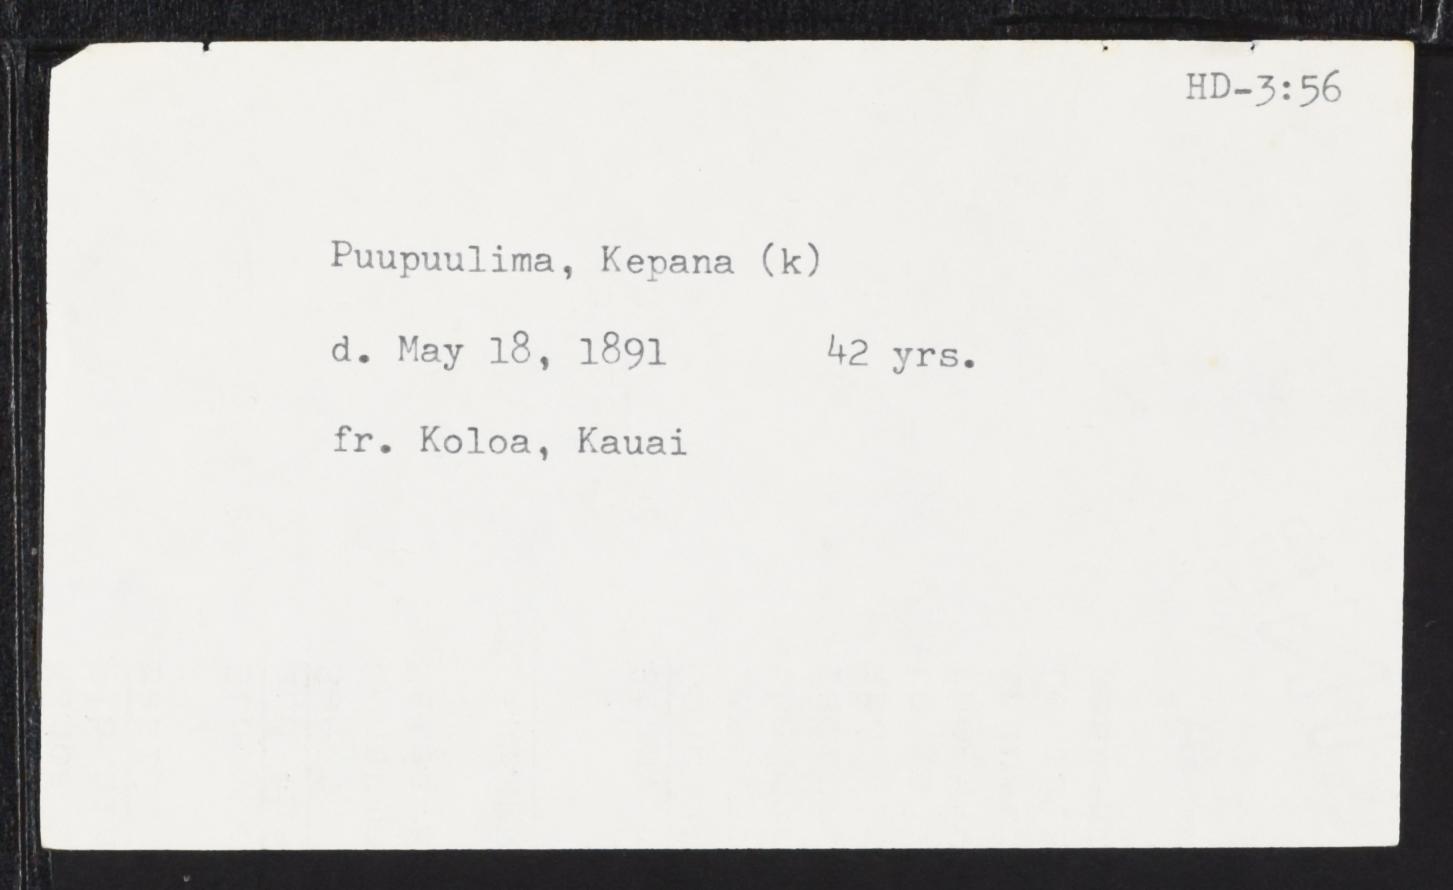 HD-3:56
Puupuulima, Kepana (k)
d. May 18, 1891 42 yrs.
fr. Koloa, Kauai